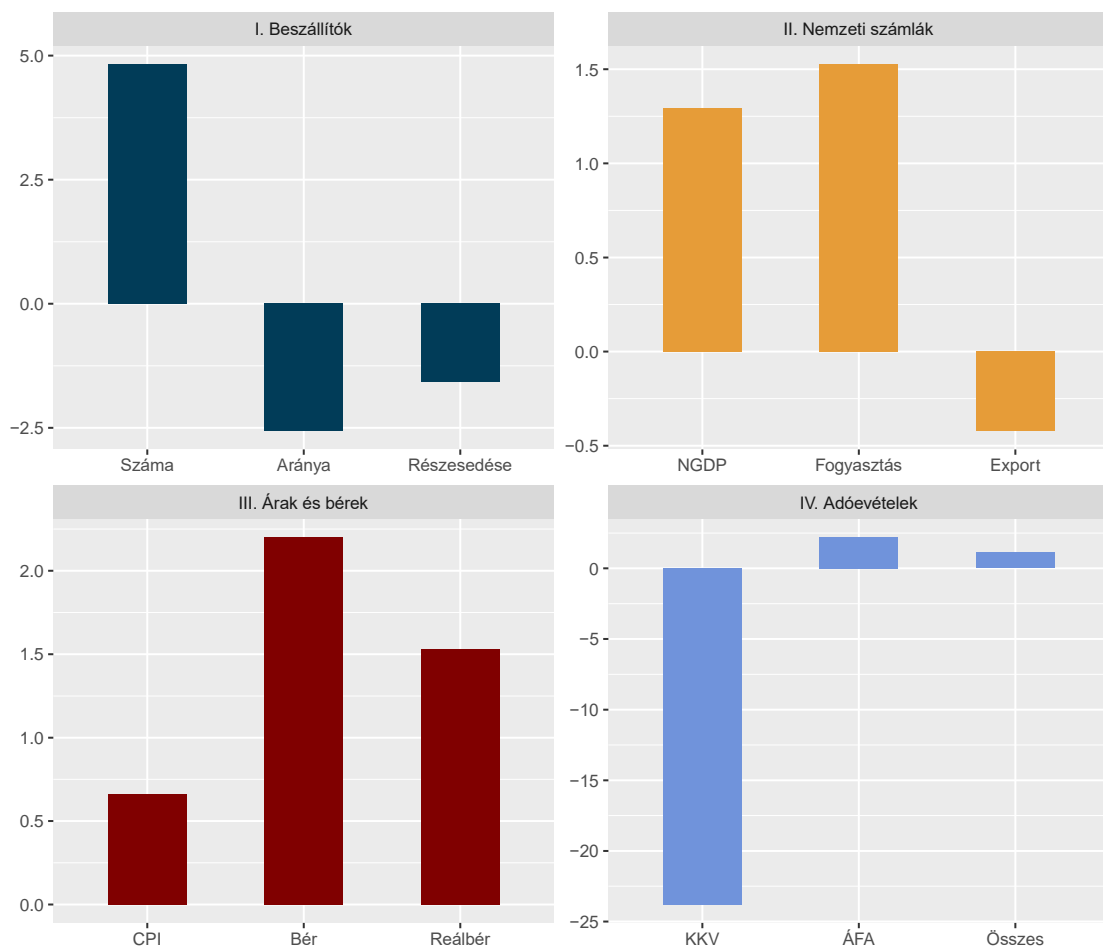 I. Beszállítók
5.0
2.5
0.0
−2.5
Száma Aránya Részesedése
II. Nemzeti számlák
1.5
1.0
0.5
0.0
−0.5
NGDP Fogyasztás Export
III. Árak és bérek
2.0
1.5
1.0
0.5
0.0
CPI Bér Reálbér
IV. Adóevételek
0
−5
−10
−15
−20
−25
KKV ÁFA Összes